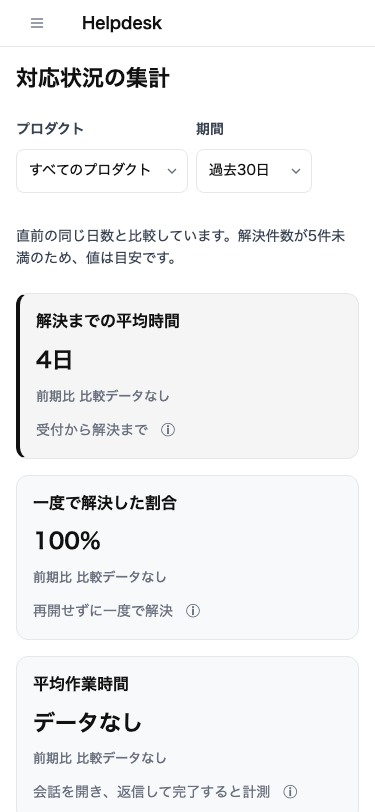 Helpdesk
対応状況の集計
プロダクト
期間
すべてのプロダクト
過去30日
直前の同じ日数と比較しています。解決件数が5件未
満のため、値は目安です。
解決までの平均時間
4日
前期比 比較データなし
受付から解決まで
一度で解決した割合
100%
前期比 比較データなし
再開せずに一度で解決
平均作業時間
データなし
前期比 比較データなし
会話を開き、返信して完了すると計測